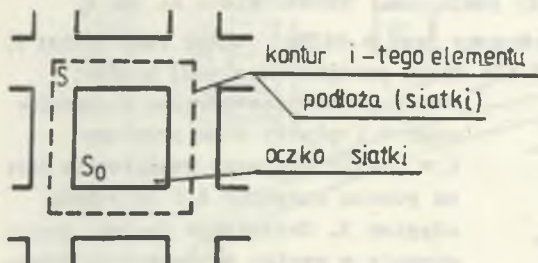 S
kontur i-tego elementu
podłoża (siatki)
S₀
oczko siatki